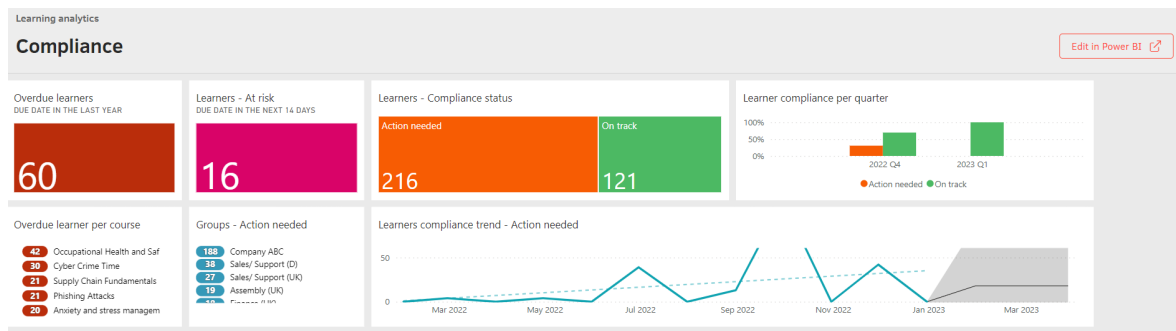 Learning analytics
Compliance
Edit in Power BI
Overdue learners
DUE DATE IN THE LAST YEAR
60
Learners - At risk
DUE DATE IN THE NEXT 14 DAYS
16
Learners - Compliance status
Action needed
216
On track
121
Learner compliance per quarter
100%
50%
0%
2022 Q4
2023 Q1
Action needed
On track
Overdue learner per course
42 Occupational Health and Saf
30 Cyber Crime Time
21 Supply Chain Fundamentals
21 Phishing Attacks
20 Anxiety and stress managem
Groups - Action needed
188 Company ABC
38 Sales/ Support (D)
27 Sales/ Support (UK)
19 Assembly (UK)
Learners compliance trend - Action needed
50
0
Mar 2022
May 2022
Jul 2022
Sep 2022
Nov 2022
Jan 2023
Mar 2023